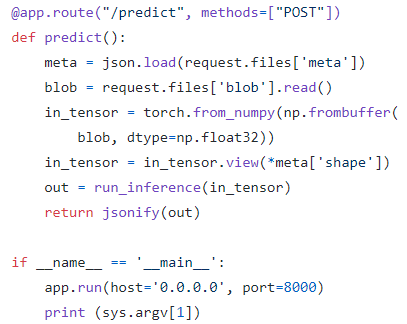 @app.route("/predict", methods=["POST"])
def predict():
    meta = json.load(request.files['meta'])
    blob = request.files['blob'].read()
    in_tensor = torch.from_numpy(np.frombuffer(
        blob, dtype=np.float32))
    in_tensor = in_tensor.view(*meta['shape'])
    out = run_inference(in_tensor)
    return jsonify(out)

if __name__ == '__main__':
    app.run(host='0.0.0.0', port=8000)
    print (sys.argv[1])